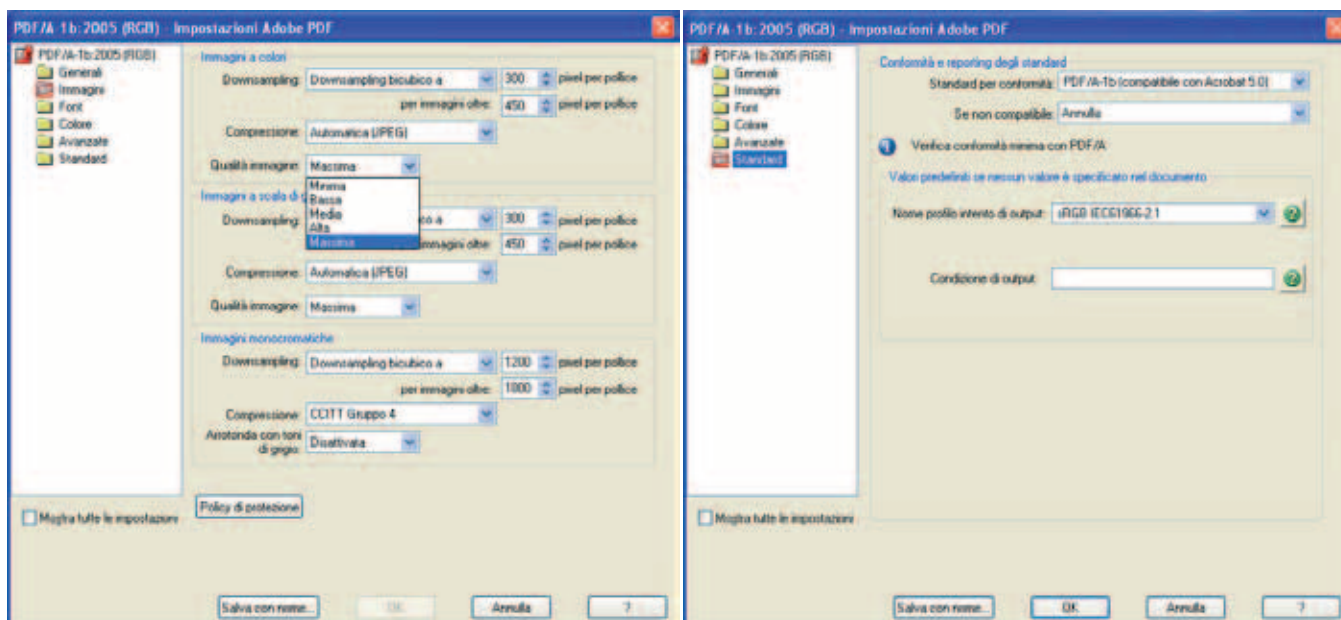 PDF/A-1b:2005 (RGB) - Impostazioni Adobe PDF
PDF/A-1b:2005 (RGB)
Generali
Immagini
Font
Colore
Avanzate
Standard
Mostra tutte le impostazioni
Immagini a colori
Downsampling: Downsampling bicubico a 300 pixel per pollice
per immagini oltre: 450 pixel per pollice
Compressione: Automatica (JPEG)
Qualità immagine: Massima
Minima
Bassa
Media
Alta
Massima
Immagini a scala di g
Downsampling: co a 300 pixel per pollice
mmagini oltre: 450 pixel per pollice
Compressione: Automatica (JPEG)
Qualità immagine: Massima
Immagini monocromatiche
Downsampling: Downsampling bicubico a 1200 pixel per pollice
per immagini oltre: 1800 pixel per pollice
Compressione: CCITT Gruppo 4
Arrotonda con toni
di grigio: Disattivata
Policy di protezione
Salva con nome... OK Annulla ?
PDF/A-1b:2005 (RGB) - Impostazioni Adobe PDF
PDF/A-1b:2005 (RGB)
Generali
Immagini
Font
Colore
Avanzate
Standard
Mostra tutte le impostazioni
Conformità e reporting degli standard
Standard per conformità: PDF/A-1b (compatibile con Acrobat 5.0)
Se non compatibile: Annulla
Verifica conformità minima con PDF/A
Valori predefiniti se nessun valore è specificato nel documento
Nome profilo intento di output: sRGB IEC61966-2.1 ?
Condizione di output: ?
Salva con nome... OK Annulla ?